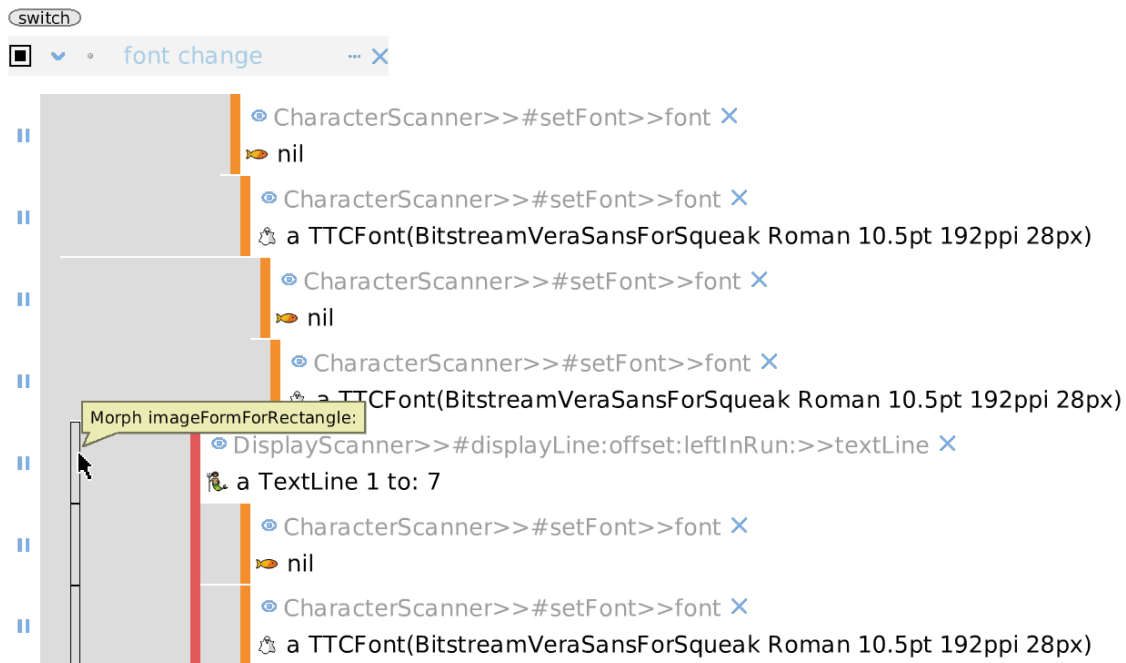 switch
font change
CharacterScanner>>#setFont>>font
nil
CharacterScanner>>#setFont>>font
a TTCFont(BitstreamVeraSansForSqueak Roman 10.5pt 192ppi 28px)
CharacterScanner>>#setFont>>font
nil
CharacterScanner>>#setFont>>font
a TTCFont(BitstreamVeraSansForSqueak Roman 10.5pt 192ppi 28px)
Morph imageFormForRectangle:
DisplayScanner>>#displayLine:offset:leftInRun:>>textLine
a TextLine 1 to: 7
CharacterScanner>>#setFont>>font
nil
CharacterScanner>>#setFont>>font
a TTCFont(BitstreamVeraSansForSqueak Roman 10.5pt 192ppi 28px)